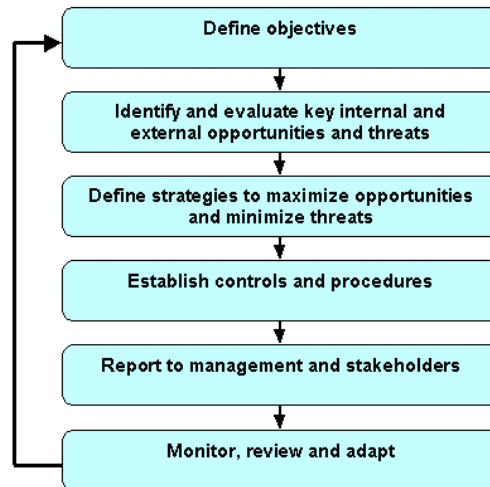 Define objectives
Identify and evaluate key internal and
external opportunities and threats
Define strategies to maximize opportunities
and minimize threats
Establish controls and procedures
Report to management and stakeholders
Monitor, review and adapt